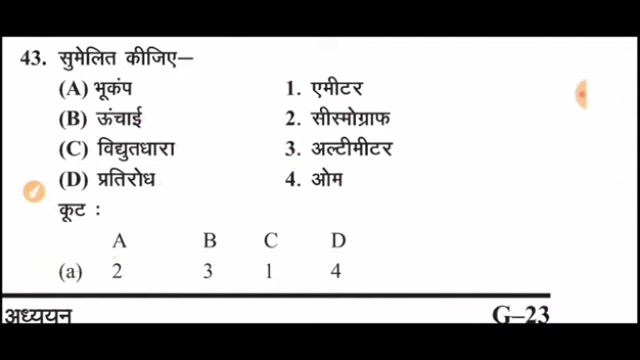 43. सुमेलित कीजिए–
(A) भूकंप 1. एमीटर
(B) ऊंचाई 2. सीस्मोग्राफ
(C) विद्युतधारा 3. अल्टीमीटर
(D) प्रतिरोध 4. ओम
कूट :
A B C D
(a) 2 3 1 4
अध्ययन G–23